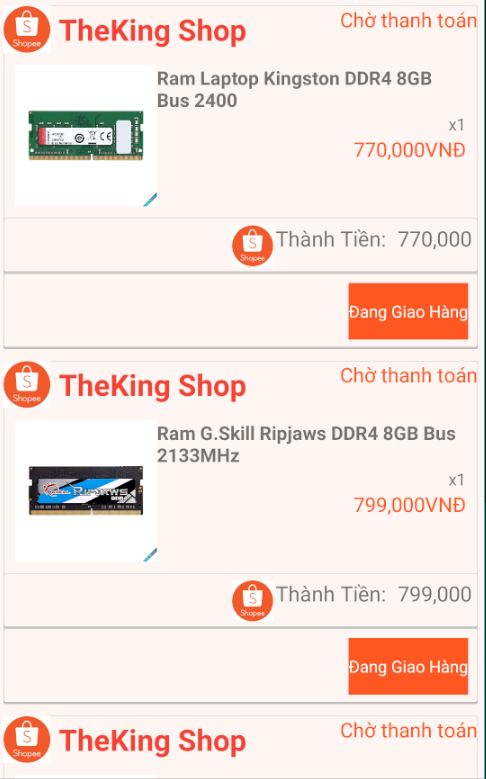 Shopee
TheKing Shop
Chờ thanh toán
Ram Laptop Kingston DDR4 8GB
Bus 2400
x1
770,000VNĐ
Shopee
Thành Tiền: 770,000
Đang Giao Hàng
Shopee
TheKing Shop
Chờ thanh toán
Ram G.Skill Ripjaws DDR4 8GB Bus
2133MHz
RIPJAWS
DDR4
x1
799,000VNĐ
Shopee
Thành Tiền: 799,000
Đang Giao Hàng
Shopee
TheKing Shop
Chờ thanh toán